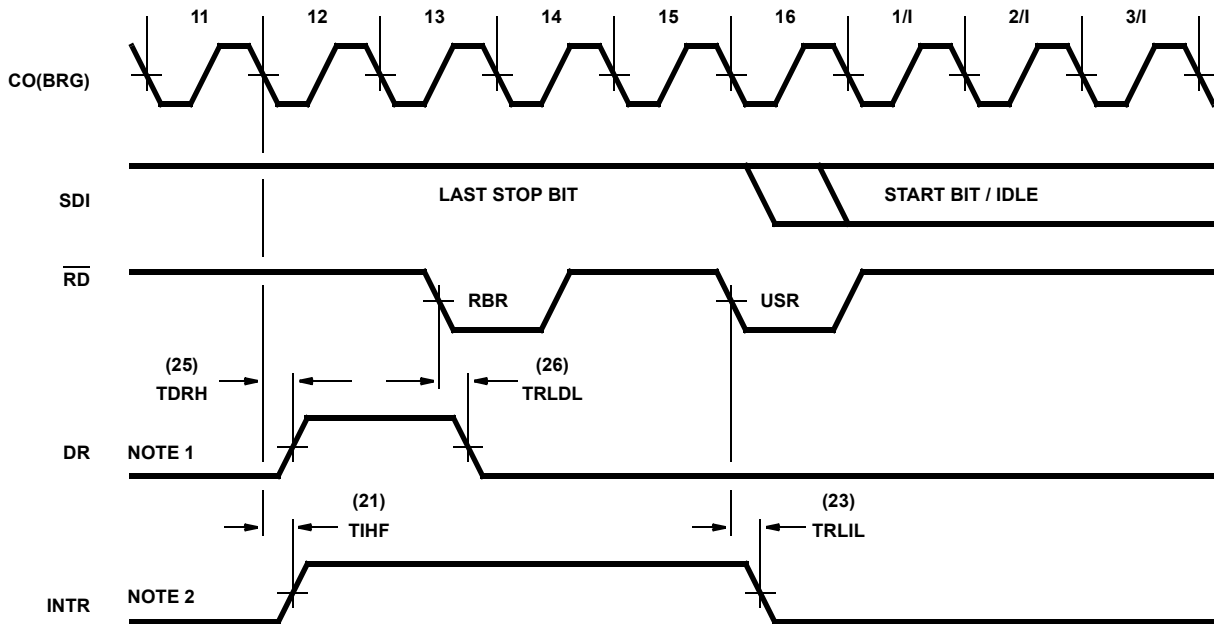 11 12 13 14 15 16 1/I 2/I 3/I
CO(BRG)
SDI LAST STOP BIT START BIT / IDLE
RD RBR USR
(25) (26)
TDRH TRLDL
DR NOTE 1
(21) (23)
TIHF TRLIL
INTR NOTE 2